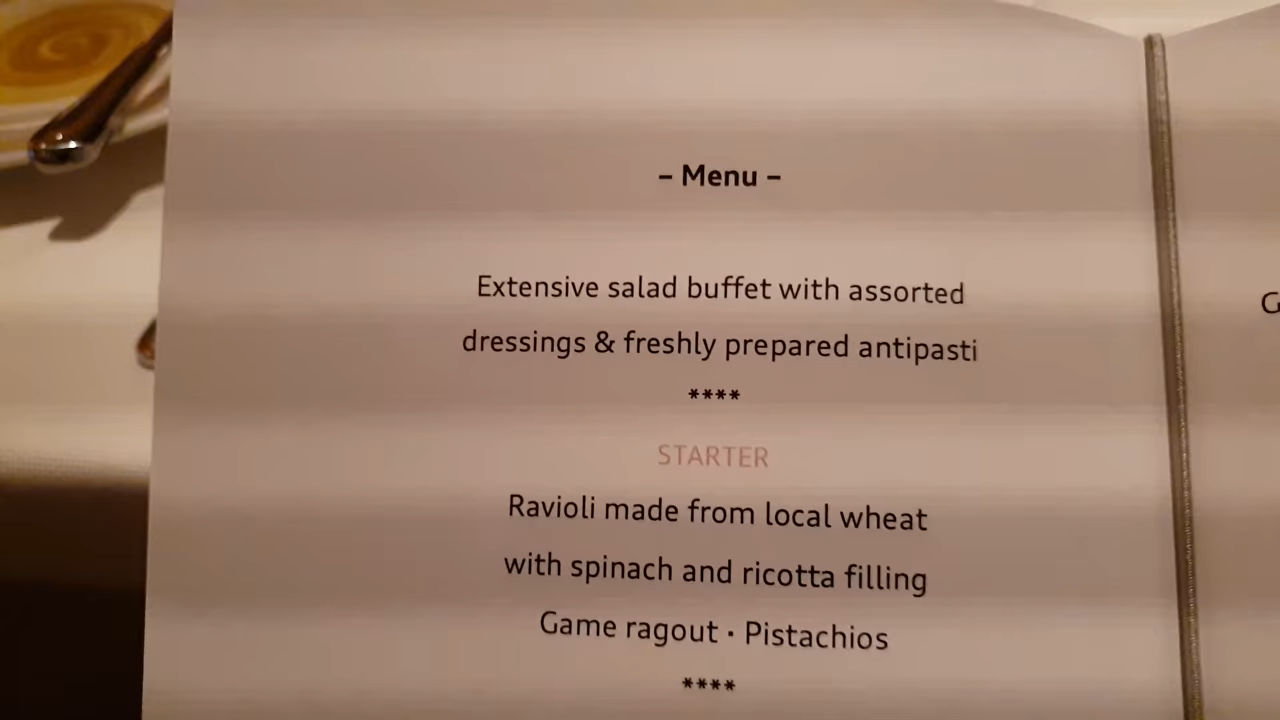 – Menu –
Extensive salad buffet with assorted
dressings & freshly prepared antipasti
****
STARTER
Ravioli made from local wheat
with spinach and ricotta filling
Game ragout · Pistachios
****